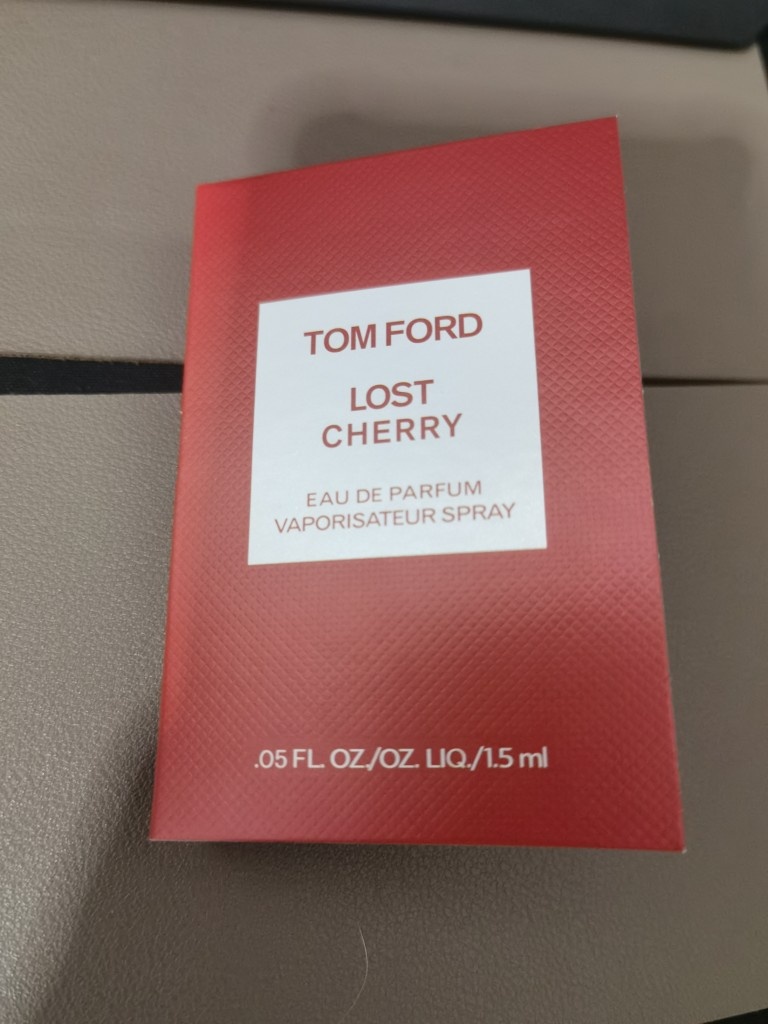 TOM FORD
LOST
CHERRY
EAU DE PARFUM
VAPORISATEUR SPRAY
.05 FL. OZ./OZ. LIQ./1.5 ml